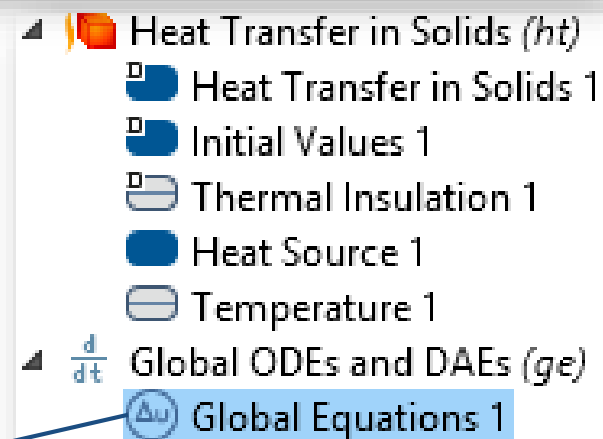 Heat Transfer in Solids (ht)
D Heat Transfer in Solids 1
D Initial Values 1
D Thermal Insulation 1
Heat Source 1
Temperature 1
d/dt Global ODEs and DAEs (ge)
Δu Global Equations 1